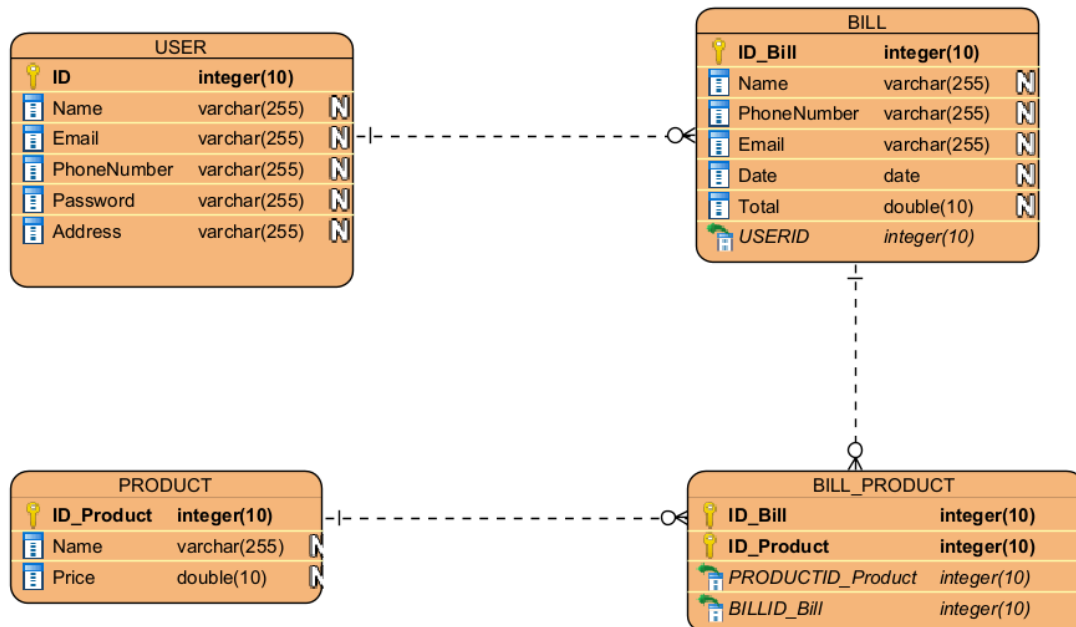 USER
ID integer(10)
Name varchar(255) N
Email varchar(255) N
PhoneNumber varchar(255) N
Password varchar(255) N
Address varchar(255) N
BILL
ID_Bill integer(10)
Name varchar(255) N
PhoneNumber varchar(255) N
Email varchar(255) N
Date date N
Total double(10) N
USERID integer(10)
PRODUCT
ID_Product integer(10)
Name varchar(255) N
Price double(10) N
BILL_PRODUCT
ID_Bill integer(10)
ID_Product integer(10)
PRODUCTID_Product integer(10)
BILLID_Bill integer(10)